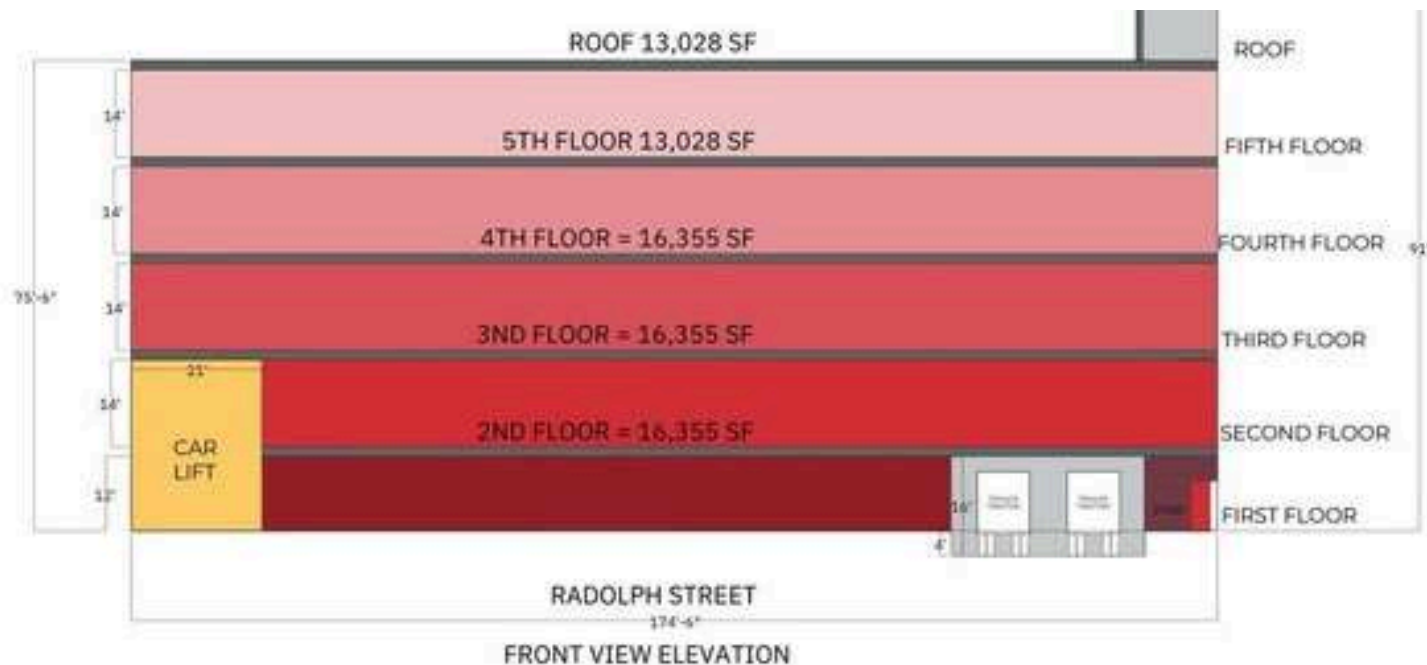 ROOF 13,028 SF
ROOF
14'
5TH FLOOR 13,028 SF
FIFTH FLOOR
14'
4TH FLOOR = 16,355 SF
FOURTH FLOOR
91'
75'-6"
14'
3ND FLOOR = 16,355 SF
THIRD FLOOR
21'
14'
CAR
LIFT
2ND FLOOR = 16,355 SF
SECOND FLOOR
12'
16'
FIRST FLOOR
4'
RADOLPH STREET
174'-6"
FRONT VIEW ELEVATION